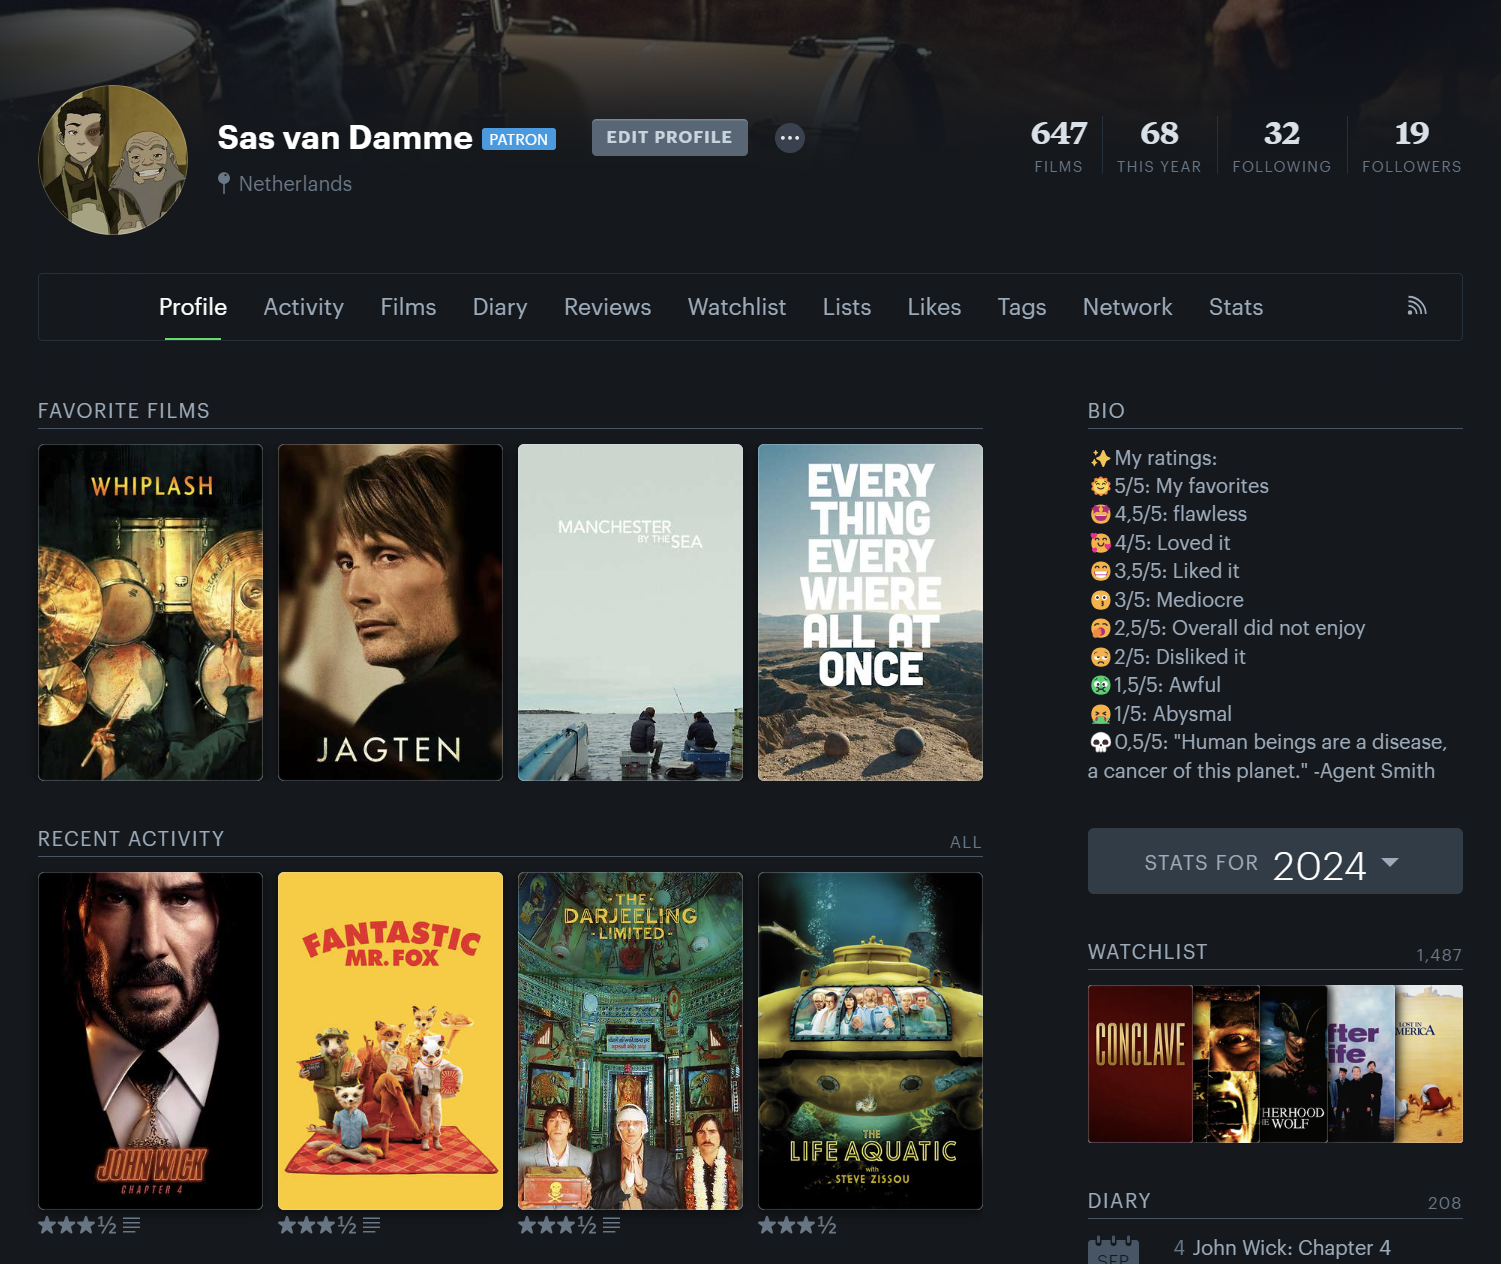 Sas van Damme PATRON EDIT PROFILE
Netherlands
647 FILMS
68 THIS YEAR
32 FOLLOWING
19 FOLLOWERS
Profile Activity Films Diary Reviews Watchlist Lists Likes Tags Network Stats
FAVORITE FILMS
WHIPLASH
JAGTEN
MANCHESTER
BY THE SEA
EVERY
THING
EVERY
WHERE
ALL AT
ONCE
RECENT ACTIVITY ALL
JOHN WICK
CHAPTER 4
FANTASTIC
MR. FOX
·THE·
DARJEELING
·LIMITED·
THE
LIFE AQUATIC
with
STEVE ZISSOU
★★★½
★★★½
★★★½
★★★½
BIO
✨My ratings:
🌞5/5: My favorites
🤩4,5/5: flawless
🥰4/5: Loved it
😁3,5/5: Liked it
😗3/5: Mediocre
🥱2,5/5: Overall did not enjoy
😢2/5: Disliked it
🤢1,5/5: Awful
🤮1/5: Abysmal
💀0,5/5: "Human beings are a disease,
a cancer of this planet." -Agent Smith
STATS FOR 2024
WATCHLIST 1,487
CONCLAVE
HERHOOD
HE WOLF
fter
ife
LOST IN
MERICA
DIARY 208
SEP
4 John Wick: Chapter 4